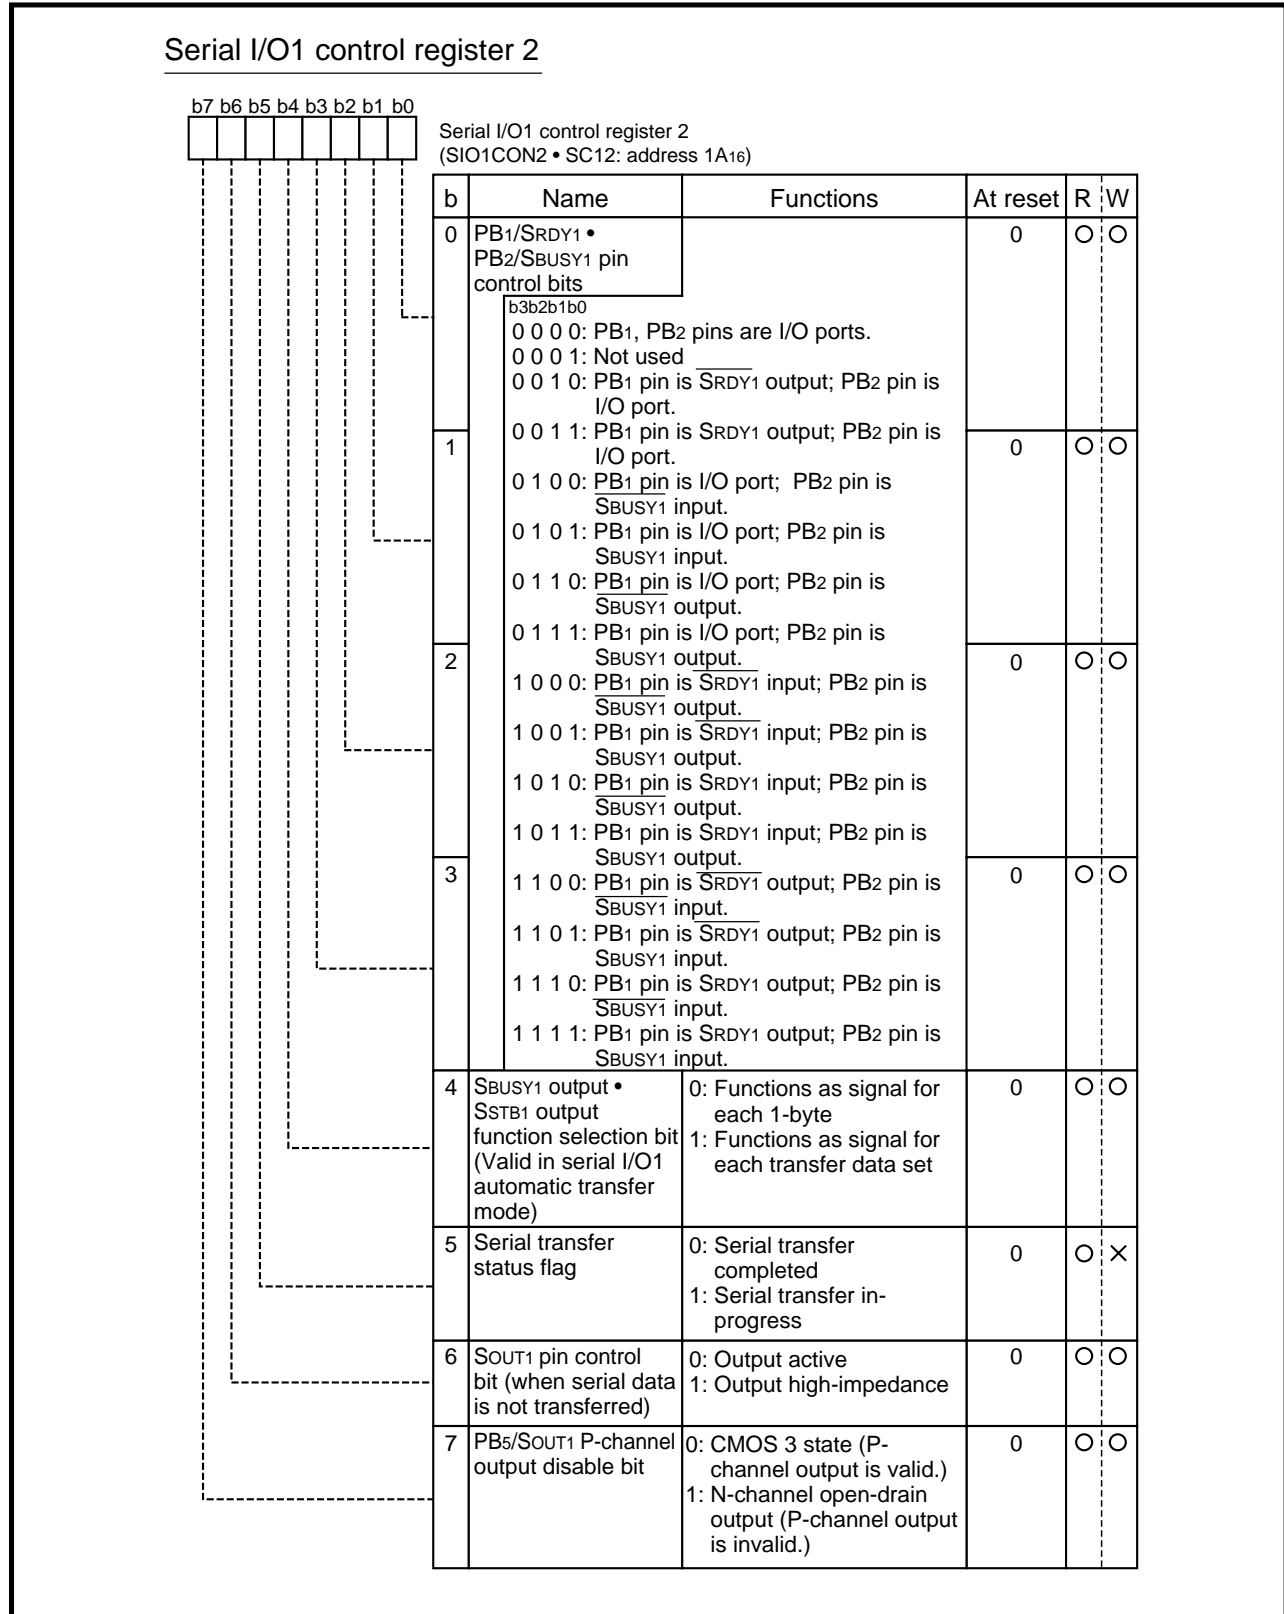 Serial I/O1 control register 2
b7 b6 b5 b4 b3 b2 b1 b0
Serial I/O1 control register 2
(SIO1CON2 • SC12: address 1A16)
b Name Functions At reset R W
0 PB1/SRDY1 • 0 O O
PB2/SBUSY1 pin
control bits
b3b2b1b0
0 0 0 0: PB1, PB2 pins are I/O ports.
0 0 0 1: Not used
0 0 1 0: PB1 pin is S̅R̅D̅Y̅1̅ output; PB2 pin is
I/O port.
0 0 1 1: PB1 pin is SRDY1 output; PB2 pin is
1 0 O O
I/O port.
0 1 0 0: PB1 pin is I/O port; PB2 pin is
S̅B̅U̅S̅Y̅1̅ input.
0 1 0 1: PB1 pin is I/O port; PB2 pin is
SBUSY1 input.
0 1 1 0: PB1 pin is I/O port; PB2 pin is
S̅B̅U̅S̅Y̅1̅ output.
0 1 1 1: PB1 pin is I/O port; PB2 pin is
SBUSY1 output.
2 0 O O
1 0 0 0: PB1 pin is S̅R̅D̅Y̅1̅ input; PB2 pin is
S̅B̅U̅S̅Y̅1̅ output.
1 0 0 1: PB1 pin is S̅R̅D̅Y̅1̅ input; PB2 pin is
SBUSY1 output.
1 0 1 0: PB1 pin is SRDY1 input; PB2 pin is
S̅B̅U̅S̅Y̅1̅ output.
1 0 1 1: PB1 pin is SRDY1 input; PB2 pin is
SBUSY1 output.
3 0 O O
1 1 0 0: PB1 pin is S̅R̅D̅Y̅1̅ output; PB2 pin is
S̅B̅U̅S̅Y̅1̅ input.
1 1 0 1: PB1 pin is S̅R̅D̅Y̅1̅ output; PB2 pin is
SBUSY1 input.
1 1 1 0: PB1 pin is SRDY1 output; PB2 pin is
S̅B̅U̅S̅Y̅1̅ input.
1 1 1 1: PB1 pin is SRDY1 output; PB2 pin is
SBUSY1 input.
4 SBUSY1 output • 0: Functions as signal for 0 O O
SSTB1 output each 1-byte
function selection bit 1: Functions as signal for
(Valid in serial I/O1 each transfer data set
automatic transfer
mode)
5 Serial transfer 0: Serial transfer 0 O ×
status flag completed
1: Serial transfer in-
progress
6 SOUT1 pin control 0: Output active 0 O O
bit (when serial data 1: Output high-impedance
is not transferred)
7 PB5/SOUT1 P-channel 0: CMOS 3 state (P- 0 O O
output disable bit channel output is valid.)
1: N-channel open-drain
output (P-channel output
is invalid.)